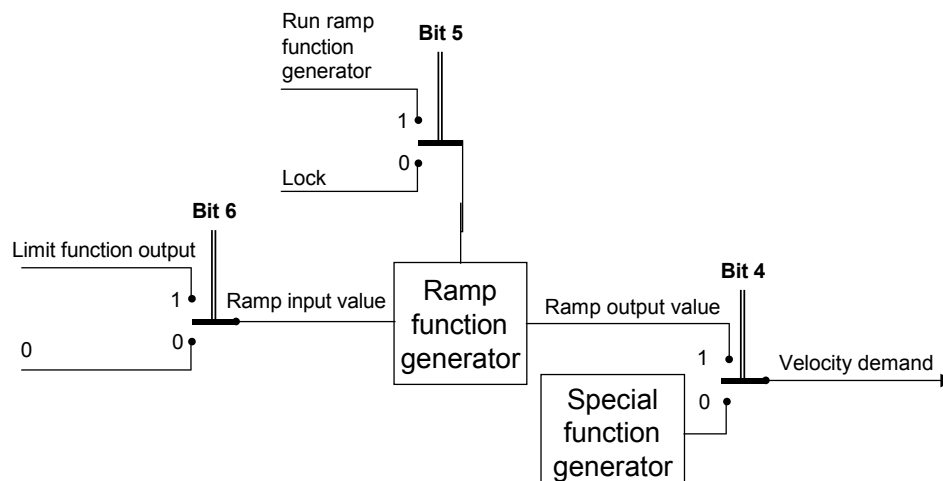 Run ramp
function
generator
Bit 5
1
0
Lock
Bit 6
Limit function output
1
0
0
Ramp input value
Ramp
function
generator
Bit 4
Ramp output value
1
0
Velocity demand
Special
function
generator